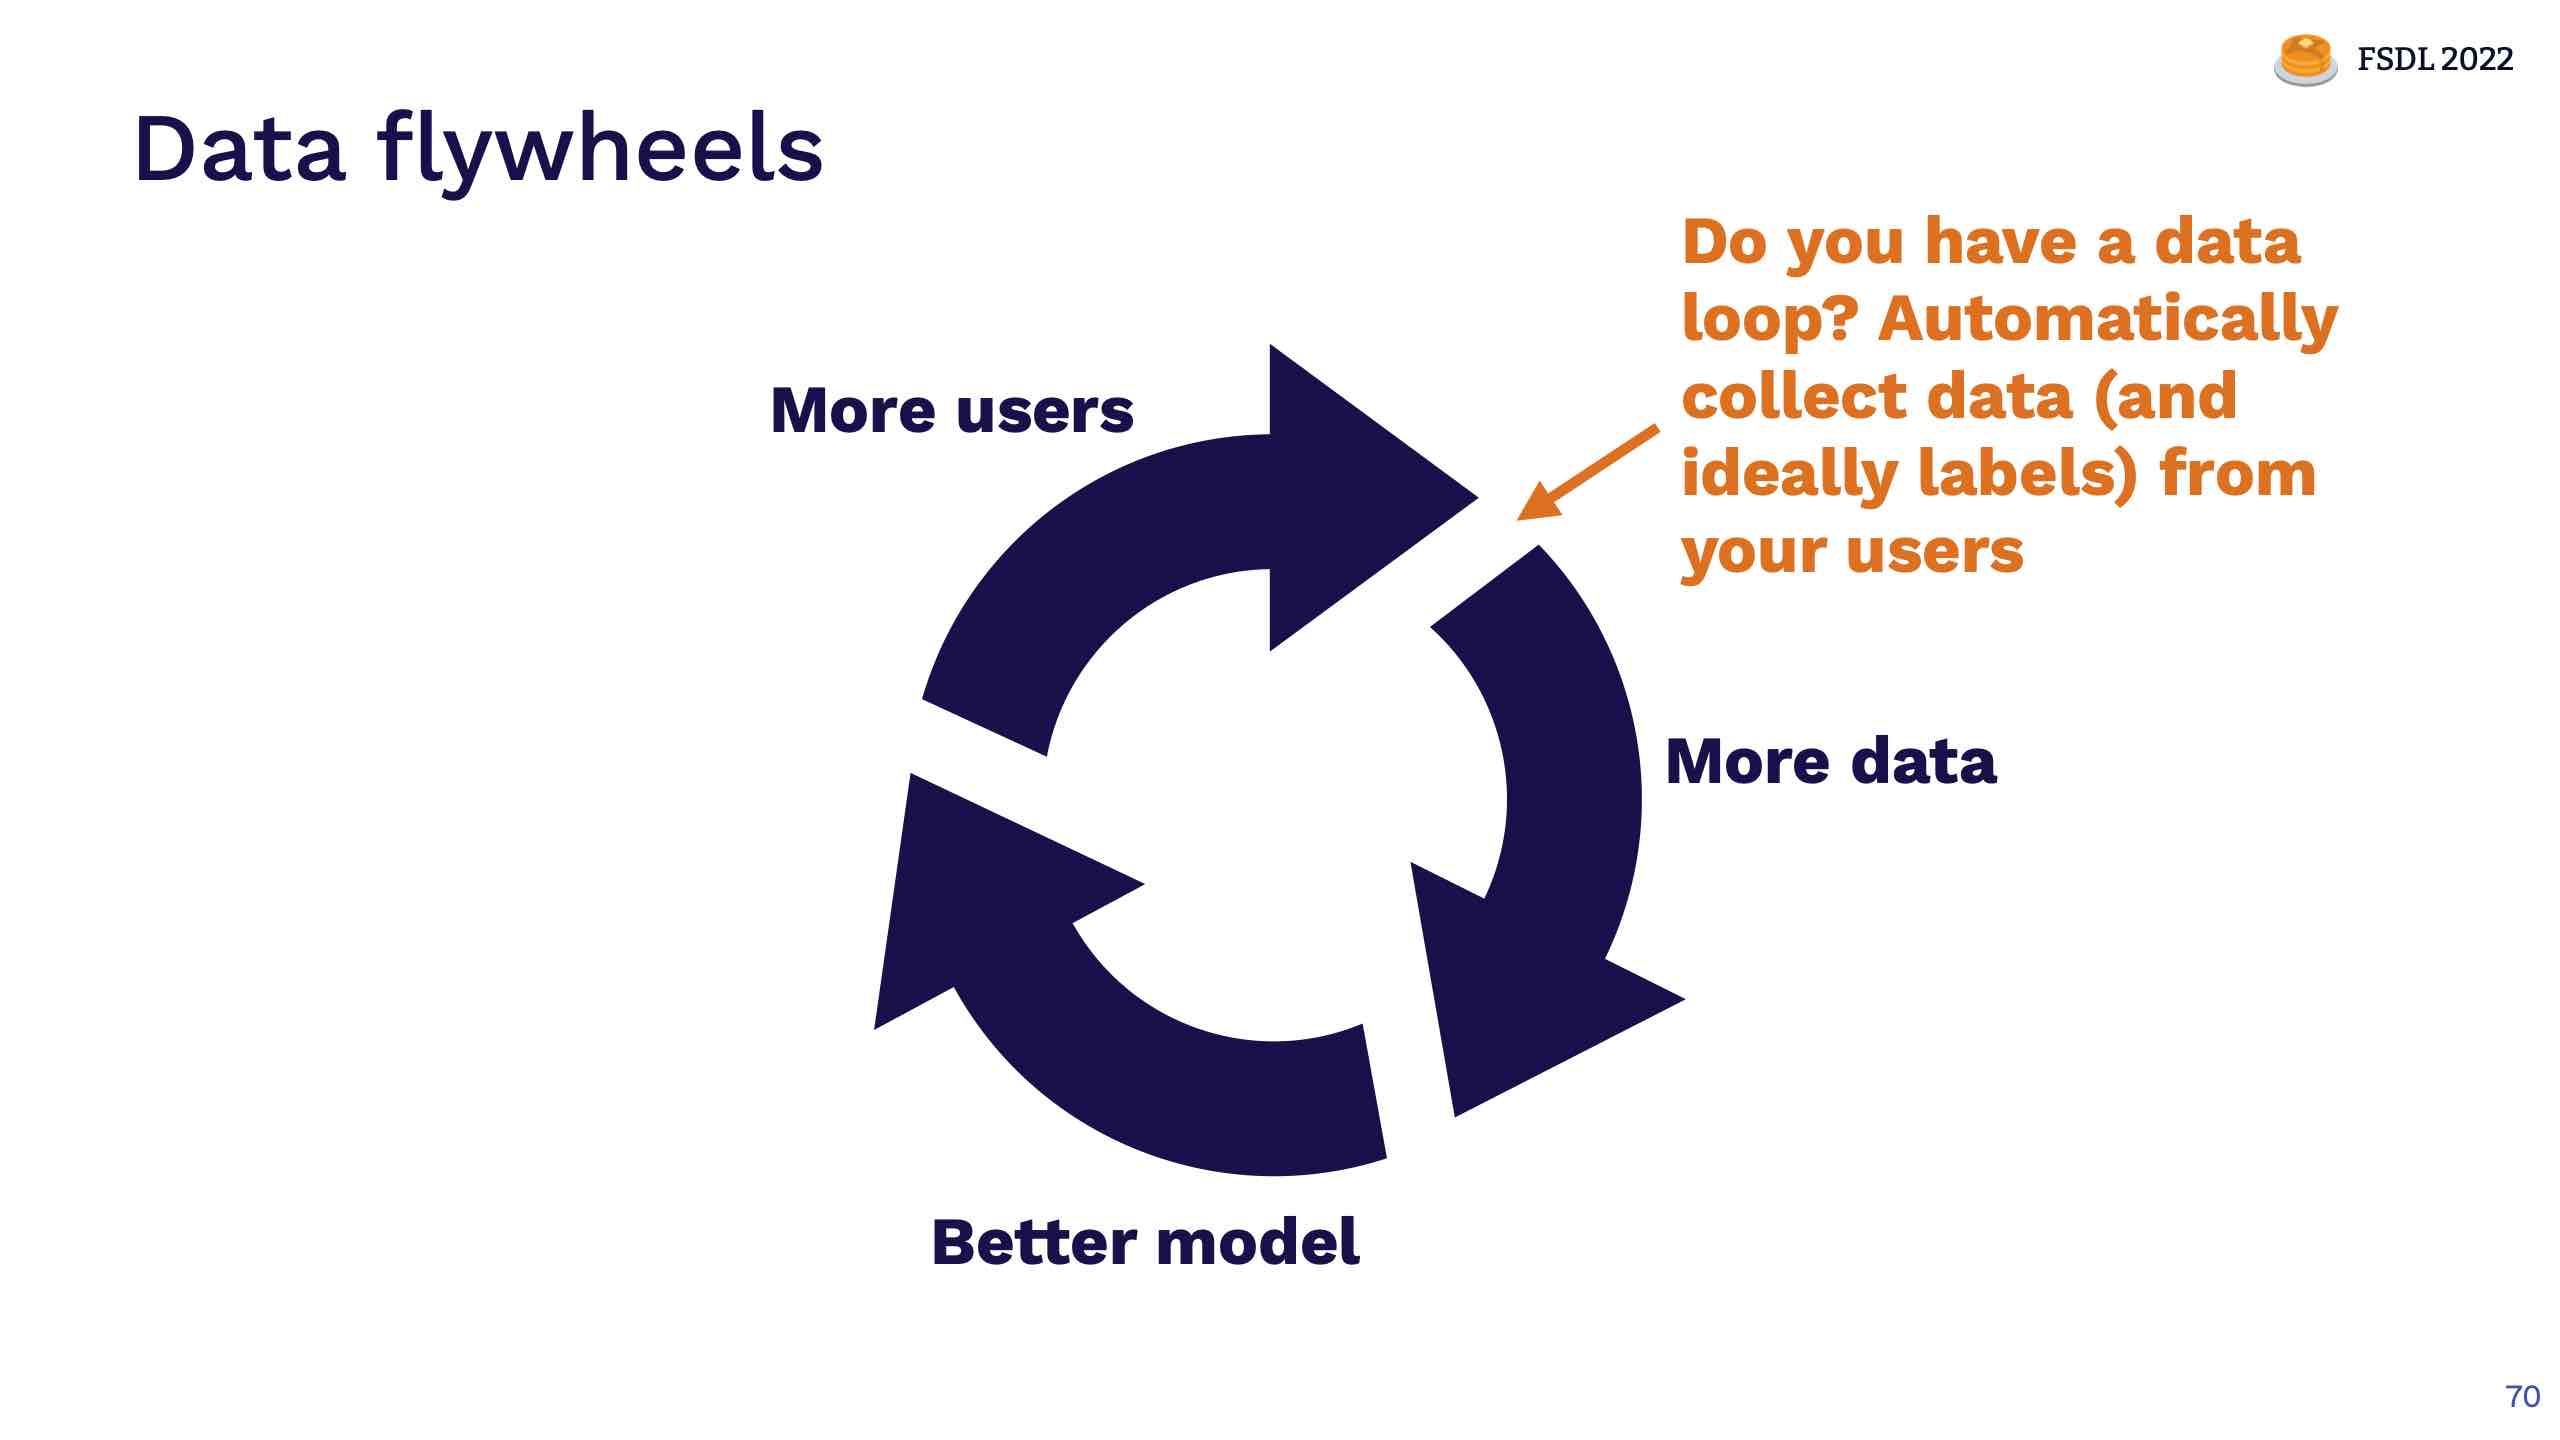 FSDL 2022
Data flywheels
Do you have a data
loop? Automatically
collect data (and
ideally labels) from
your users
More users
More data
Better model
70